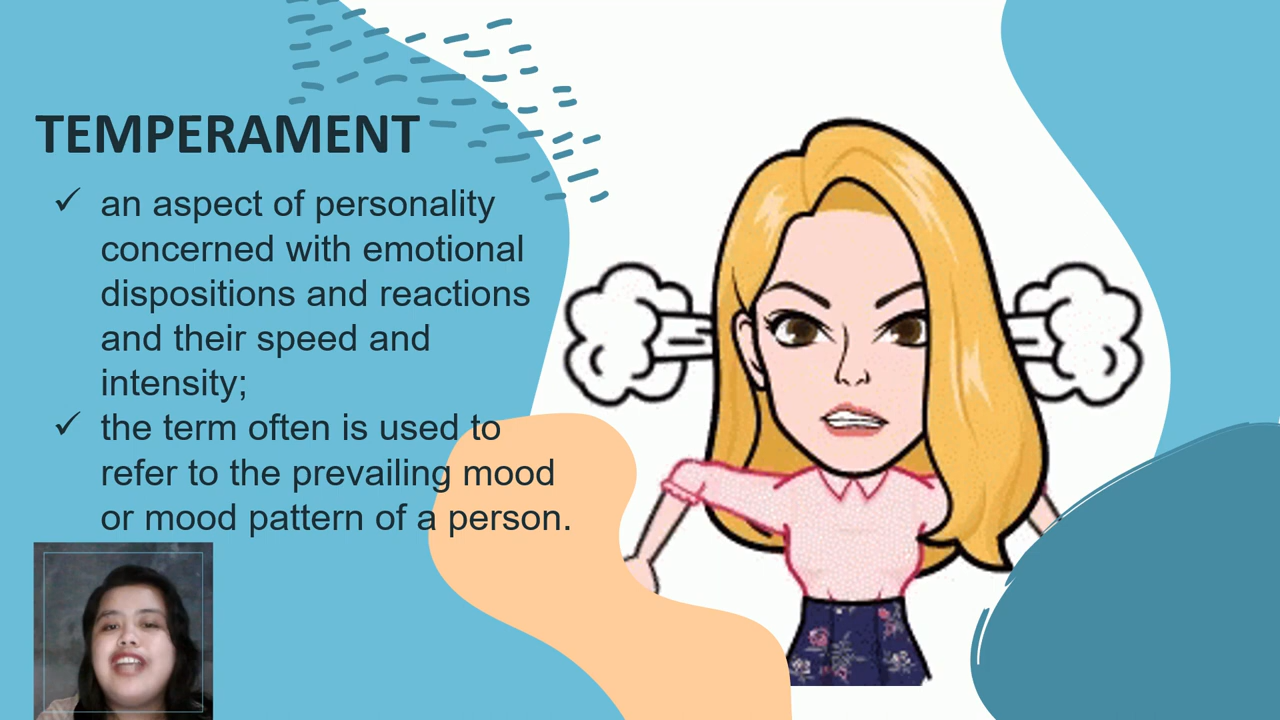 TEMPERAMENT
✓ an aspect of personality
concerned with emotional
dispositions and reactions
and their speed and
intensity;
✓ the term often is used to
refer to the prevailing mood
or mood pattern of a person.